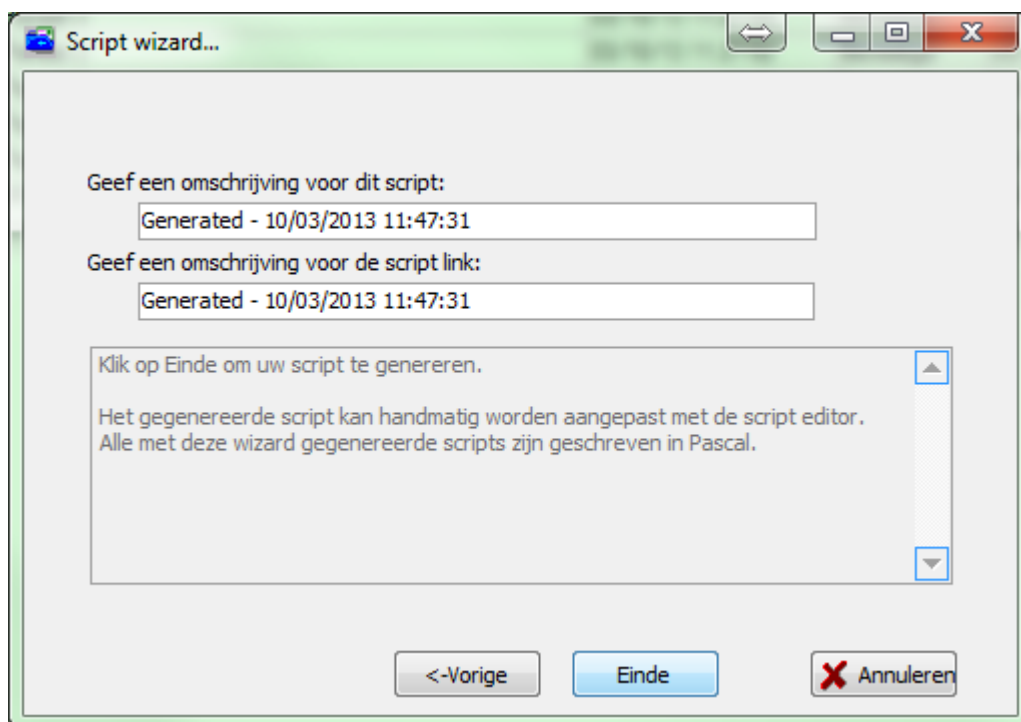 Script wizard...
Geef een omschrijving voor dit script:
Generated - 10/03/2013 11:47:31
Geef een omschrijving voor de script link:
Generated - 10/03/2013 11:47:31
Klik op Einde om uw script te genereren.
Het gegenereerde script kan handmatig worden aangepast met de script editor.
Alle met deze wizard gegenereerde scripts zijn geschreven in Pascal.
<-Vorige Einde Annuleren